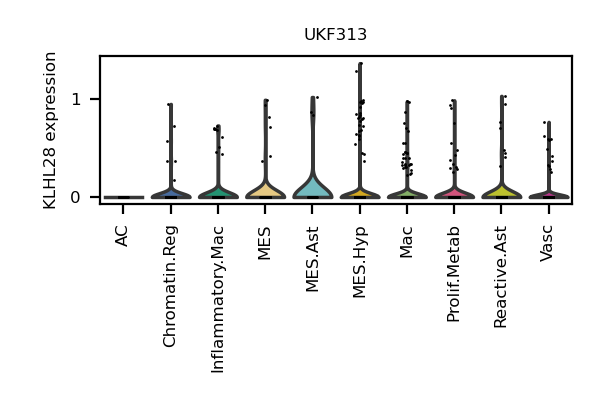 UKF313
KLHL28 expression
1
0
AC
Chromatin.Reg
Inflammatory.Mac
MES
MES.Ast
MES.Hyp
Mac
Prolif.Metab
Reactive.Ast
Vasc